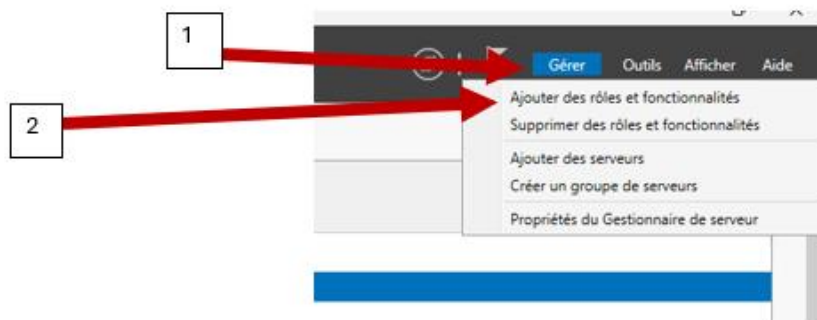 1
Gérer Outils Afficher Aide
2
Ajouter des rôles et fonctionnalités
Supprimer des rôles et fonctionnalités
Ajouter des serveurs
Créer un groupe de serveurs
Propriétés du Gestionnaire de serveur